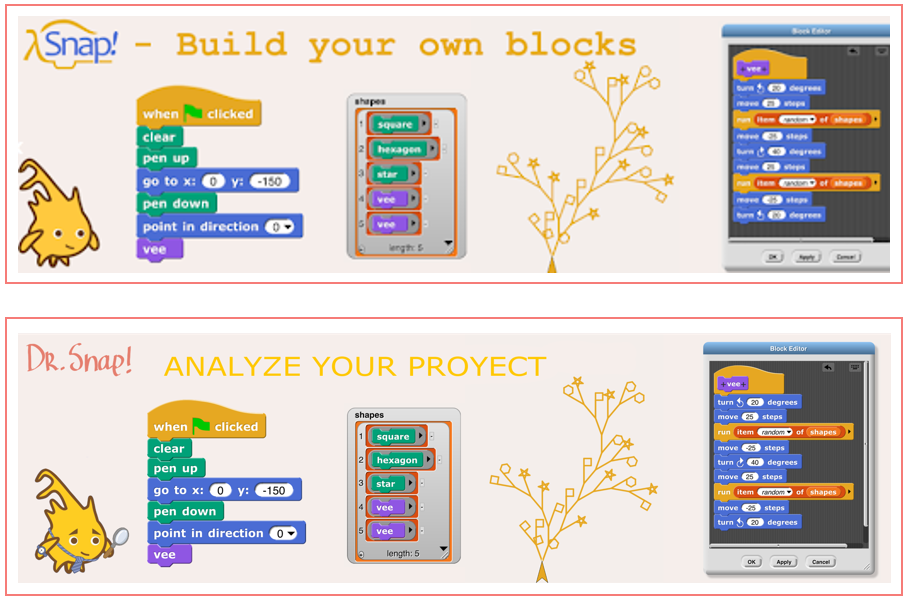 λSnap! - Build your own blocks
when clicked
clear
pen up
go to x: 0 y: -150
pen down
point in direction 0
vee
shapes
1 square
2 hexagon
3 star
4 vee
5 vee
length: 5
Block Editor
+vee+
turn 20 degrees
move 25 steps
run item random of shapes
move -25 steps
turn 40 degrees
move 25 steps
run item random of shapes
move -25 steps
turn 20 degrees
OK Apply Cancel
DR. Snap! ANALYZE YOUR PROYECT
when clicked
clear
pen up
go to x: 0 y: -150
pen down
point in direction 0
vee
shapes
1 square
2 hexagon
3 star
4 vee
5 vee
length: 5
Block Editor
+vee+
turn 20 degrees
move 25 steps
run item random of shapes
move -25 steps
turn 40 degrees
move 25 steps
run item random of shapes
move -25 steps
turn 20 degrees
OK Apply Cancel